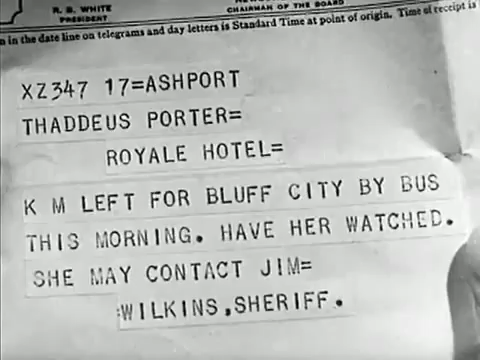 R. B. WHITE
PRESIDENT
CHAIRMAN OF THE BOARD
in the date line on telegrams and day letters is Standard Time at point of origin. Time of receipt is
XZ347 17=ASHPORT
THADDEUS PORTER=
ROYALE HOTEL=
K M LEFT FOR BLUFF CITY BY BUS
THIS MORNING. HAVE HER WATCHED.
SHE MAY CONTACT JIM=
:WILKINS,SHERIFF.